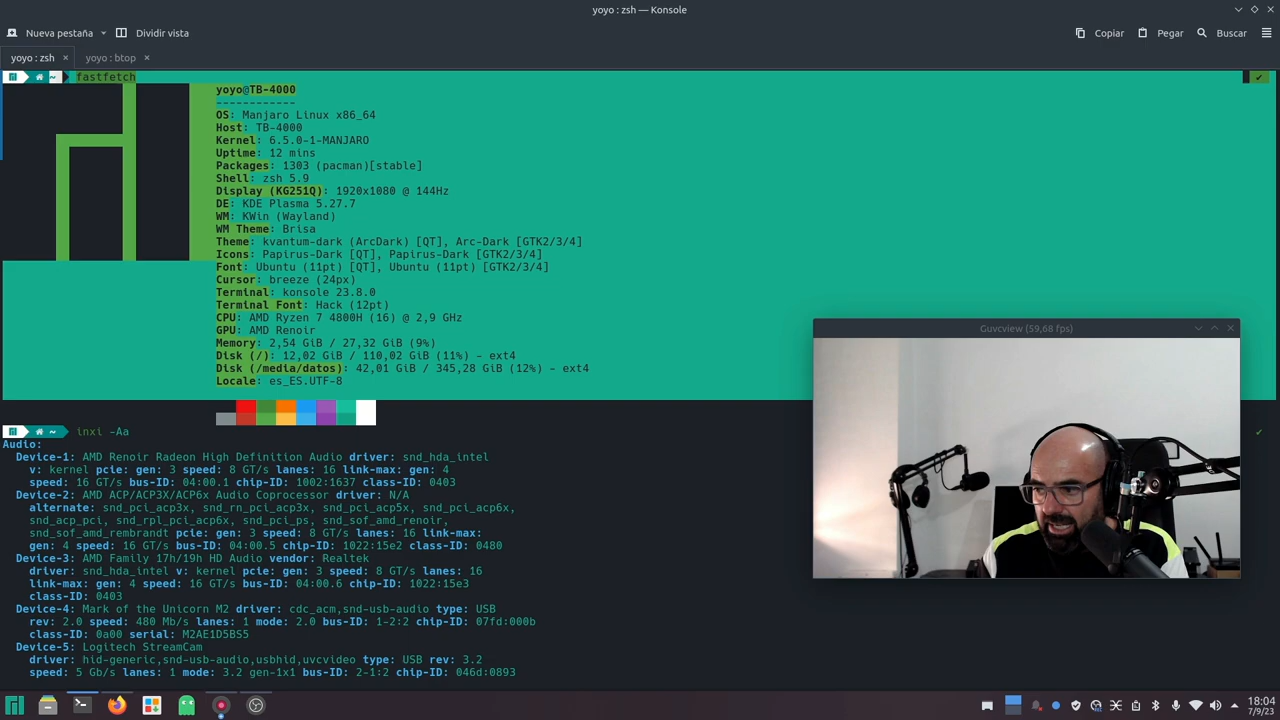 yoyo : zsh — Konsole
Nueva pestaña
Dividir vista
Copiar
Pegar
Buscar
yoyo : zsh
yoyo : btop
~ fastfetch
yoyo@TB-4000
------------
OS: Manjaro Linux x86_64
Host: TB-4000
Kernel: 6.5.0-1-MANJARO
Uptime: 12 mins
Packages: 1303 (pacman)[stable]
Shell: zsh 5.9
Display (KG251Q): 1920x1080 @ 144Hz
DE: KDE Plasma 5.27.7
WM: KWin (Wayland)
WM Theme: Brisa
Theme: kvantum-dark (ArcDark) [QT], Arc-Dark [GTK2/3/4]
Icons: Papirus-Dark [QT], Papirus-Dark [GTK2/3/4]
Font: Ubuntu (11pt) [QT], Ubuntu (11pt) [GTK2/3/4]
Cursor: breeze (24px)
Terminal: konsole 23.8.0
Terminal Font: Hack (12pt)
CPU: AMD Ryzen 7 4800H (16) @ 2,9 GHz
GPU: AMD Renoir
Memory: 2,54 GiB / 27,32 GiB (9%)
Disk (/): 12,02 GiB / 110,02 GiB (11%) - ext4
Disk (/media/datos): 42,01 GiB / 345,28 GiB (12%) - ext4
Locale: es_ES.UTF-8
Guvcview (59,68 fps)
~ inxi -Aa
Audio:
Device-1: AMD Renoir Radeon High Definition Audio driver: snd_hda_intel
v: kernel pcie: gen: 3 speed: 8 GT/s lanes: 16 link-max: gen: 4
speed: 16 GT/s bus-ID: 04:00.1 chip-ID: 1002:1637 class-ID: 0403
Device-2: AMD ACP/ACP3X/ACP6x Audio Coprocessor driver: N/A
alternate: snd_pci_acp3x, snd_rn_pci_acp3x, snd_pci_acp5x, snd_pci_acp6x,
snd_acp_pci, snd_rpl_pci_acp6x, snd_pci_ps, snd_sof_amd_renoir,
snd_sof_amd_rembrandt pcie: gen: 3 speed: 8 GT/s lanes: 16 link-max:
gen: 4 speed: 16 GT/s bus-ID: 04:00.5 chip-ID: 1022:15e2 class-ID: 0480
Device-3: AMD Family 17h/19h HD Audio vendor: Realtek
driver: snd_hda_intel v: kernel pcie: gen: 3 speed: 8 GT/s lanes: 16
link-max: gen: 4 speed: 16 GT/s bus-ID: 04:00.6 chip-ID: 1022:15e3
class-ID: 0403
Device-4: Mark of the Unicorn M2 driver: cdc_acm,snd-usb-audio type: USB
rev: 2.0 speed: 480 Mb/s lanes: 1 mode: 2.0 bus-ID: 1-2:2 chip-ID: 07fd:000b
class-ID: 0a00 serial: M2AE1D5BS5
Device-5: Logitech StreamCam
driver: hid-generic,snd-usb-audio,usbhid,uvcvideo type: USB rev: 3.2
speed: 5 Gb/s lanes: 1 mode: 3.2 gen-1x1 bus-ID: 2-1:2 chip-ID: 046d:0893
18:04
7/9/23